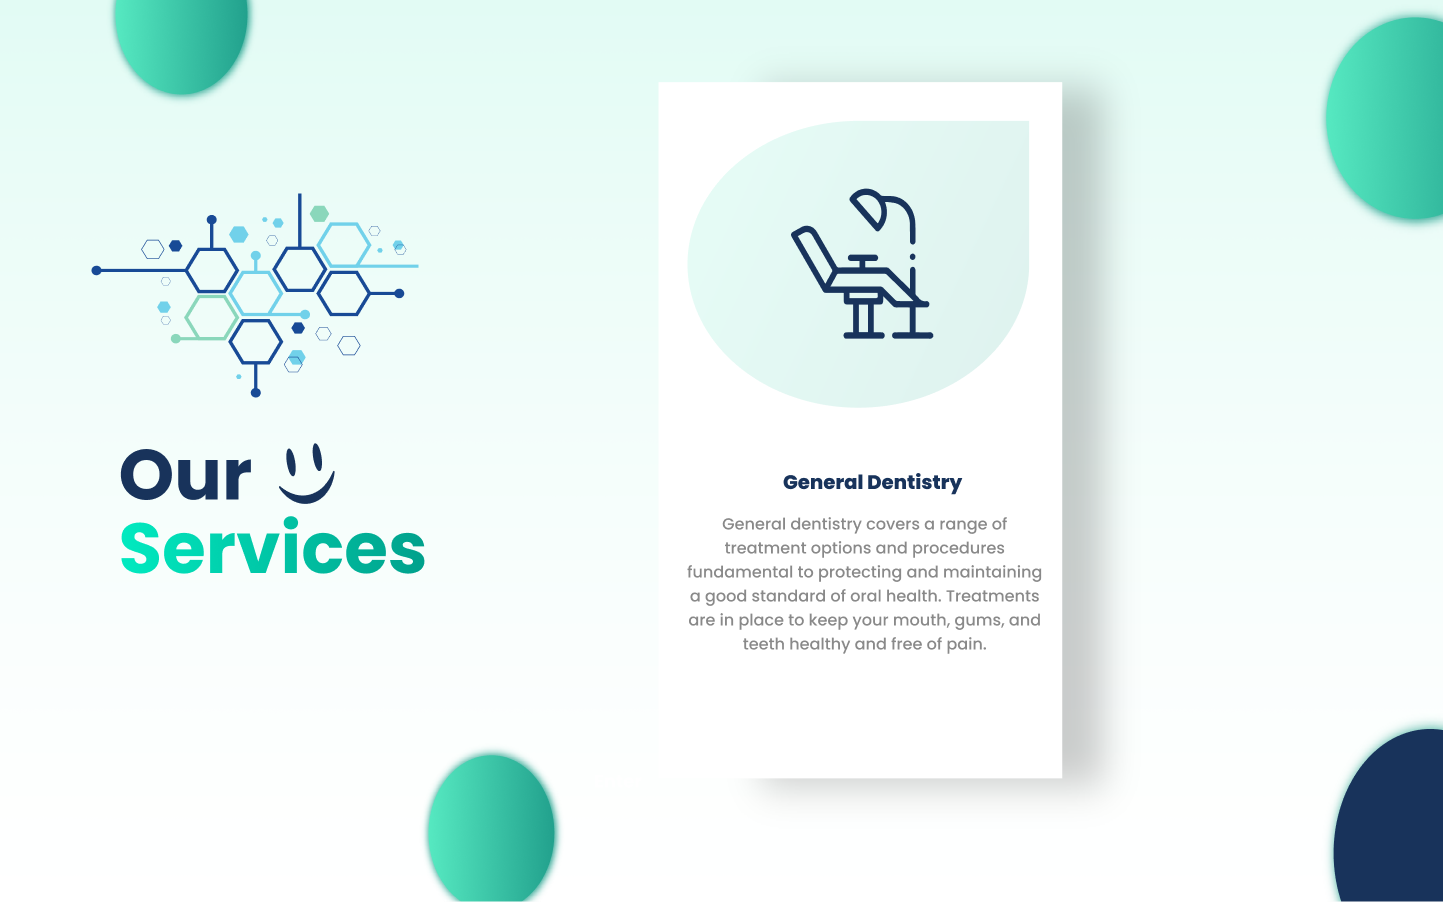 Our
Services
General Dentistry
General dentistry covers a range of
treatment options and procedures
fundamental to protecting and maintaining
a good standard of oral health. Treatments
are in place to keep your mouth, gums, and
teeth healthy and free of pain.